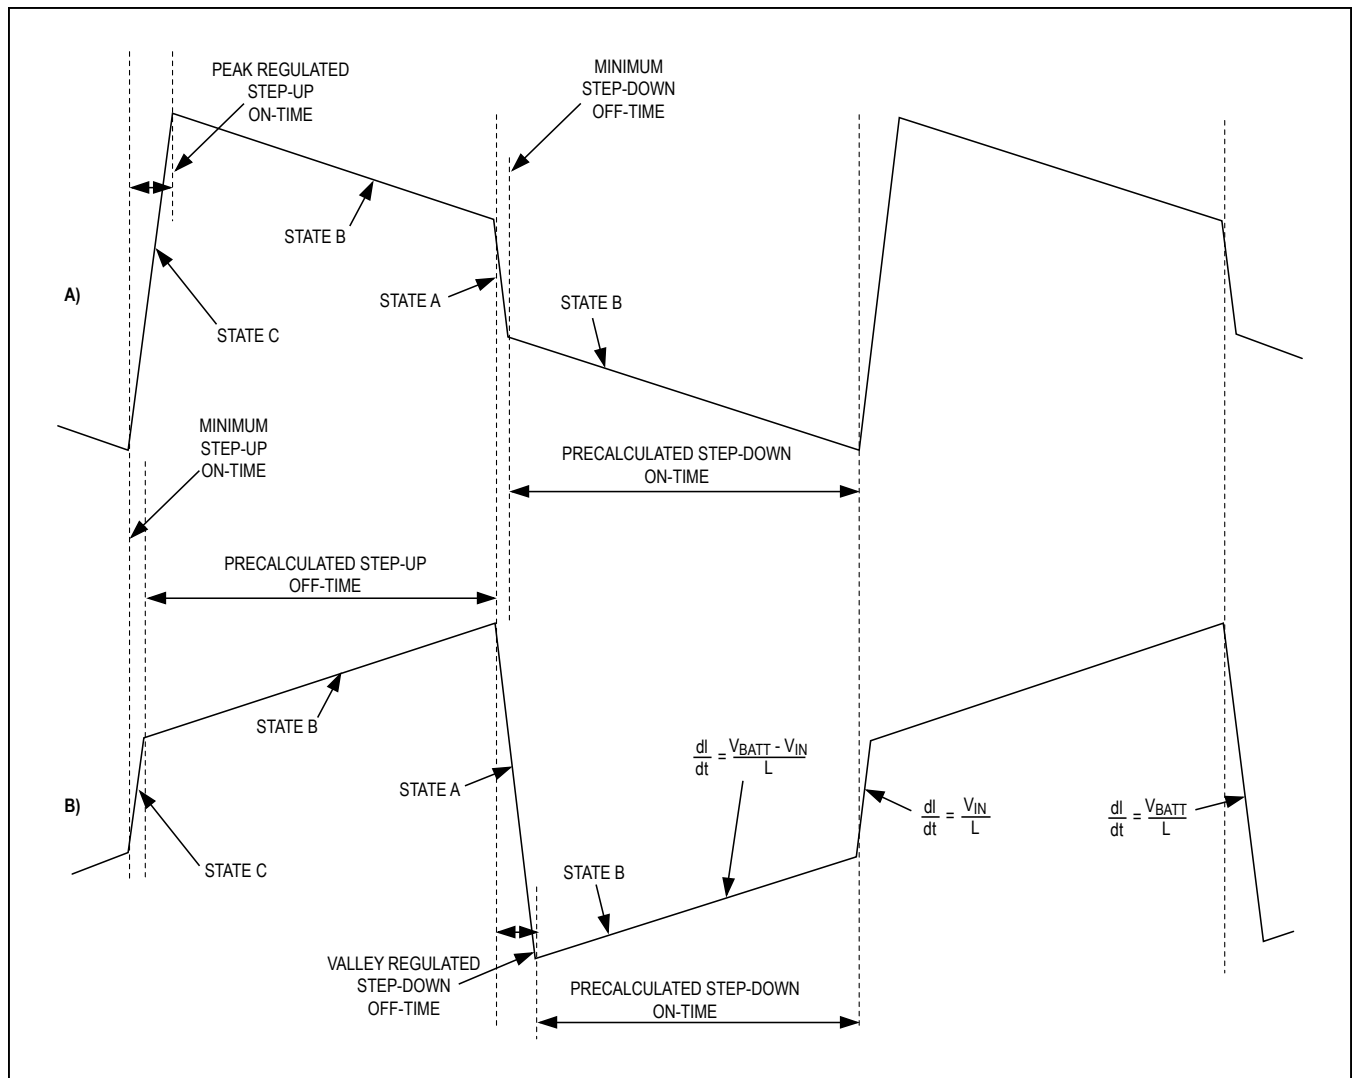 PEAK REGULATED
STEP-UP
ON-TIME
MINIMUM
STEP-DOWN
OFF-TIME
STATE B
A)
STATE A
STATE B
STATE C
MINIMUM
STEP-UP
ON-TIME
PRECALCULATED STEP-DOWN
ON-TIME
PRECALCULATED STEP-UP
OFF-TIME
STATE B
dI/dt = VBATT - VIN/L
STATE A
B)
dI/dt = VIN/L
dI/dt = VBATT/L
STATE C
STATE B
VALLEY REGULATED
STEP-DOWN
OFF-TIME
PRECALCULATED STEP-DOWN
ON-TIME